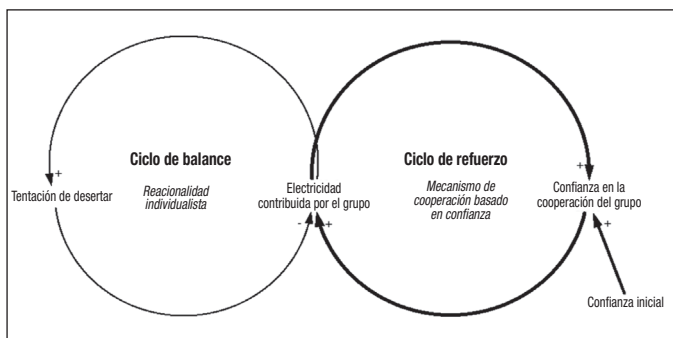 Ciclo de balance
Reacionalidad
individualista
Ciclo de refuerzo
Mecanismo de
cooperación basado
en confianza
+
Tentación de desertar
Electricidad
contribuida por el grupo
- +
+
Confianza en la
cooperación del grupo
+
Confianza inicial